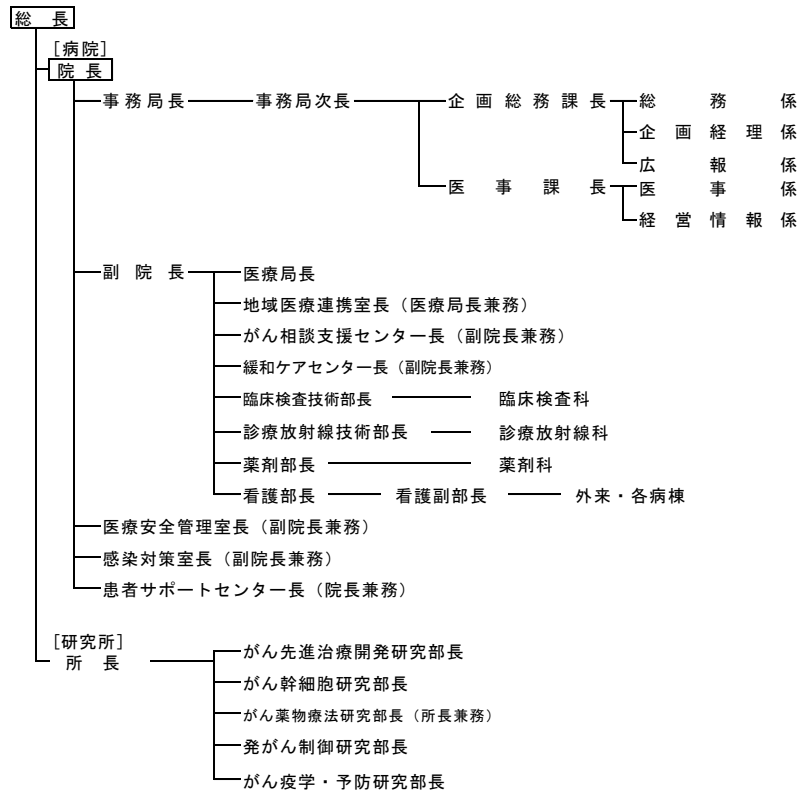 総長
［病院］
院長
事務局長 事務局次長 企画総務課長 総務係
企画経理係
広報係
医事課長 医事係
経営情報係
副院長 医療局長
地域医療連携室長（医療局長兼務）
がん相談支援センター長（副院長兼務）
緩和ケアセンター長（副院長兼務）
臨床検査技術部長 臨床検査科
診療放射線技術部長 診療放射線科
薬剤部長 薬剤科
看護部長 看護副部長 外来・各病棟
医療安全管理室長（副院長兼務）
感染対策室長（副院長兼務）
患者サポートセンター長（院長兼務）
［研究所］
所長 がん先進治療開発研究部長
がん幹細胞研究部長
がん薬物療法研究部長（所長兼務）
発がん制御研究部長
がん疫学・予防研究部長